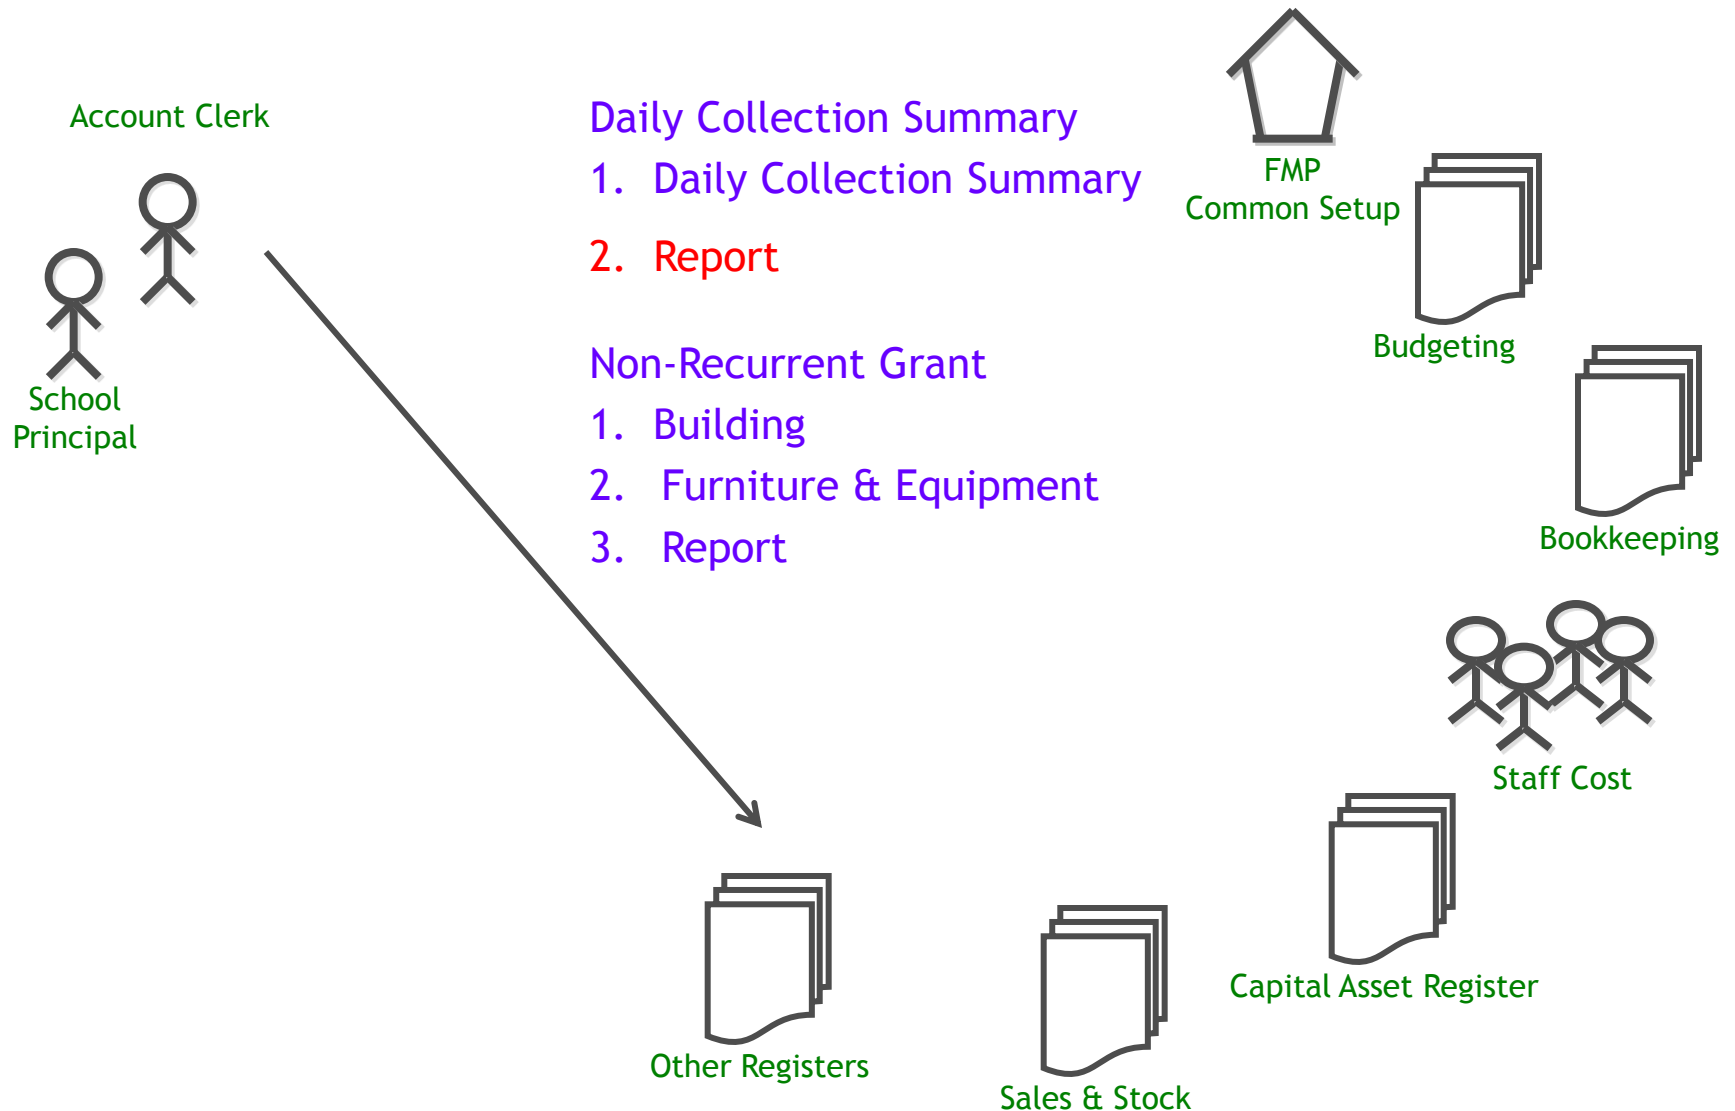 Account Clerk
School
Principal
Daily Collection Summary
1. Daily Collection Summary
2. Report
Non-Recurrent Grant
1. Building
2. Furniture & Equipment
3. Report
FMP
Common Setup
Budgeting
Bookkeeping
Staff Cost
Capital Asset Register
Other Registers
Sales & Stock